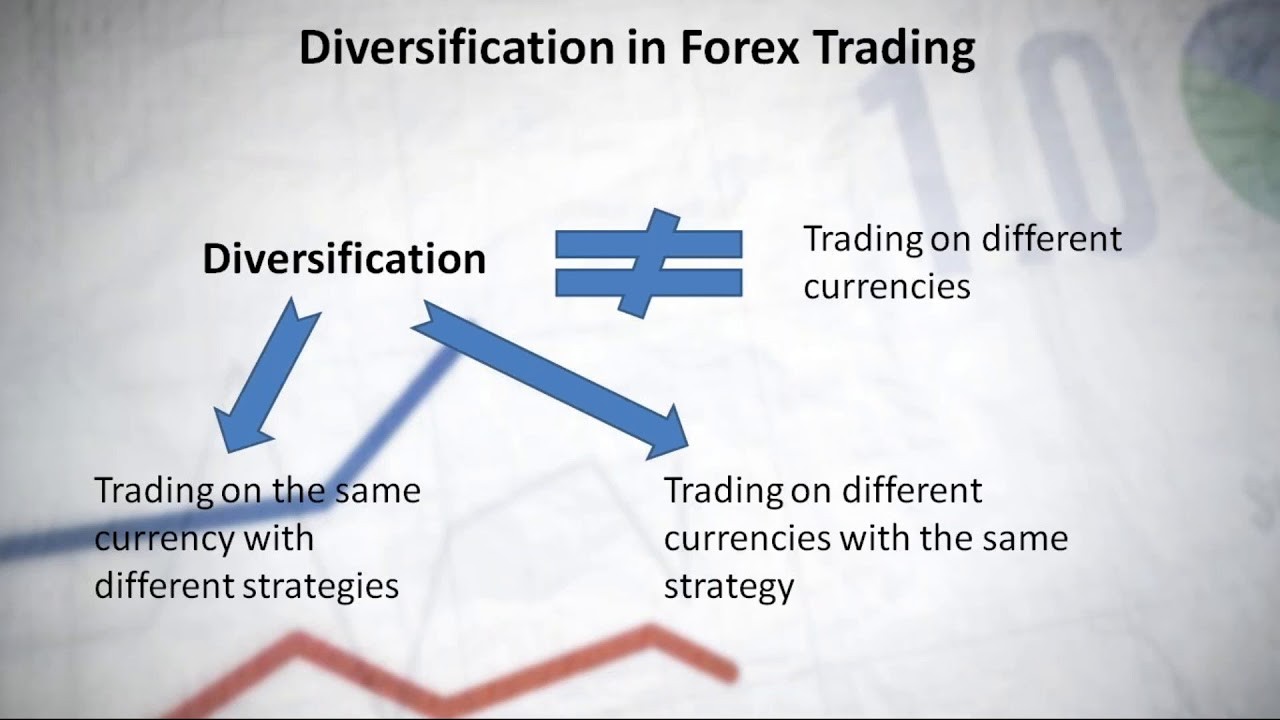 Diversification in Forex Trading
Diversification
Trading on different
currencies
Trading on the same
currency with
different strategies
Trading on different
currencies with the same
strategy
10